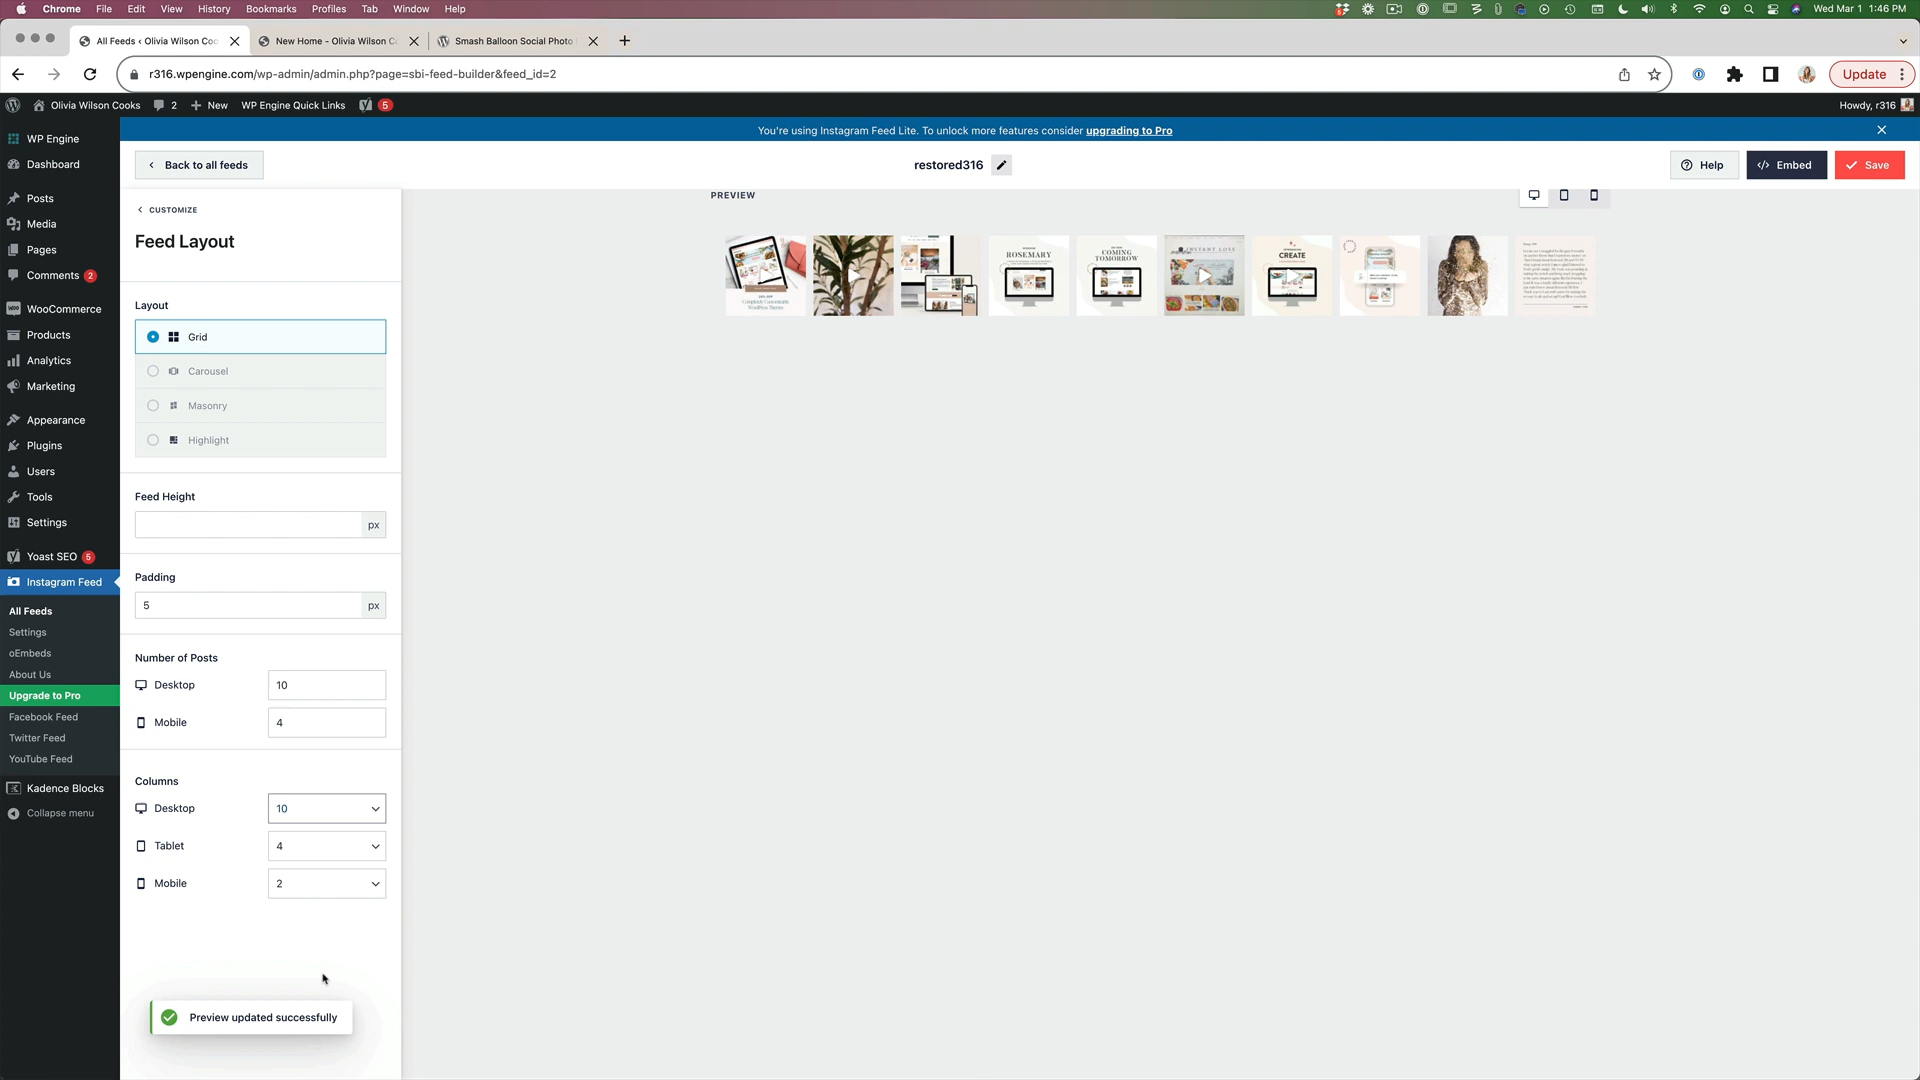 Chrome File Edit View History Bookmarks Profiles Tab Window Help
Wed Mar 1 1:46 PM
All Feeds ‹ Olivia Wilson Coo
New Home - Olivia Wilson C
Smash Balloon Social Photo
r316.wpengine.com/wp-admin/admin.php?page=sbi-feed-builder&feed_id=2
Update
Olivia Wilson Cooks 2 New WP Engine Quick Links 5
Howdy, r316
You're using Instagram Feed Lite. To unlock more features consider upgrading to Pro
WP Engine
Dashboard
Posts
Media
Pages
Comments 2
WooCommerce
Products
Analytics
Marketing
Appearance
Plugins
Users
Tools
Settings
Yoast SEO 5
Instagram Feed
All Feeds
Settings
oEmbeds
About Us
Upgrade to Pro
Facebook Feed
Twitter Feed
YouTube Feed
Kadence Blocks
Collapse menu
Back to all feeds
restored316
Help
Embed
Save
CUSTOMIZE
Feed Layout
Layout
Grid
Carousel
Masonry
Highlight
Feed Height
px
Padding
5 px
Number of Posts
Desktop 10
Mobile 4
Columns
Desktop 10
Tablet 4
Mobile 2
Preview updated successfully
PREVIEW
ROSEMARY
COMING
TOMORROW
INSTANT LOSS
CREATE